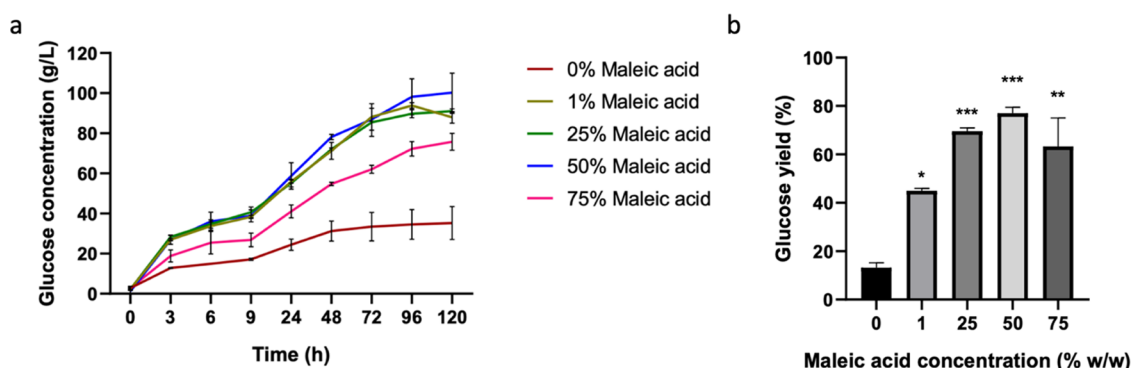 a
Glucose concentration (g/L)
120
100
80
60
40
20
0
0 3 6 9 24 48 72 96 120
Time (h)
0% Maleic acid
1% Maleic acid
25% Maleic acid
50% Maleic acid
75% Maleic acid
b
Glucose yield (%)
100
80
60
40
20
0
*
***
***
**
0 1 25 50 75
Maleic acid concentration (% w/w)